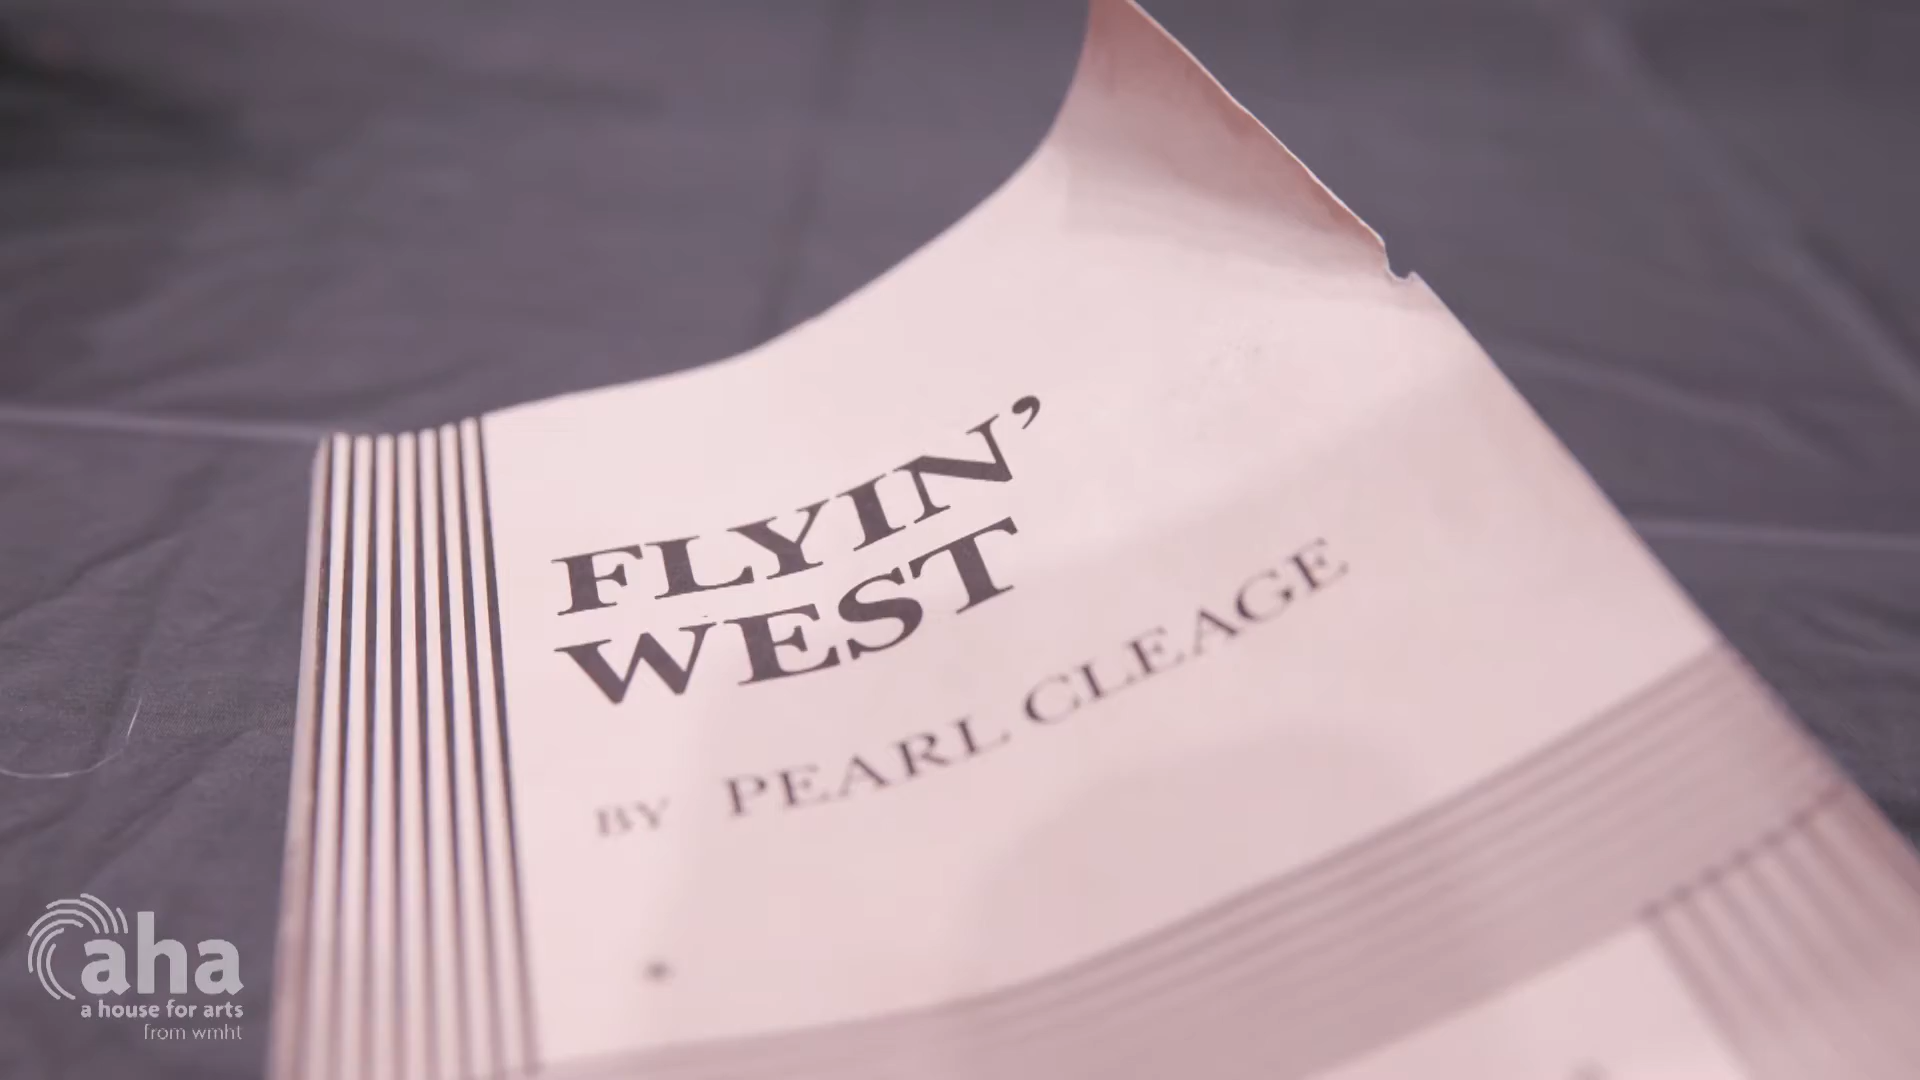 FLYIN’
WEST
BY PEARL CLEAGE
aha
a house for arts
from wmht